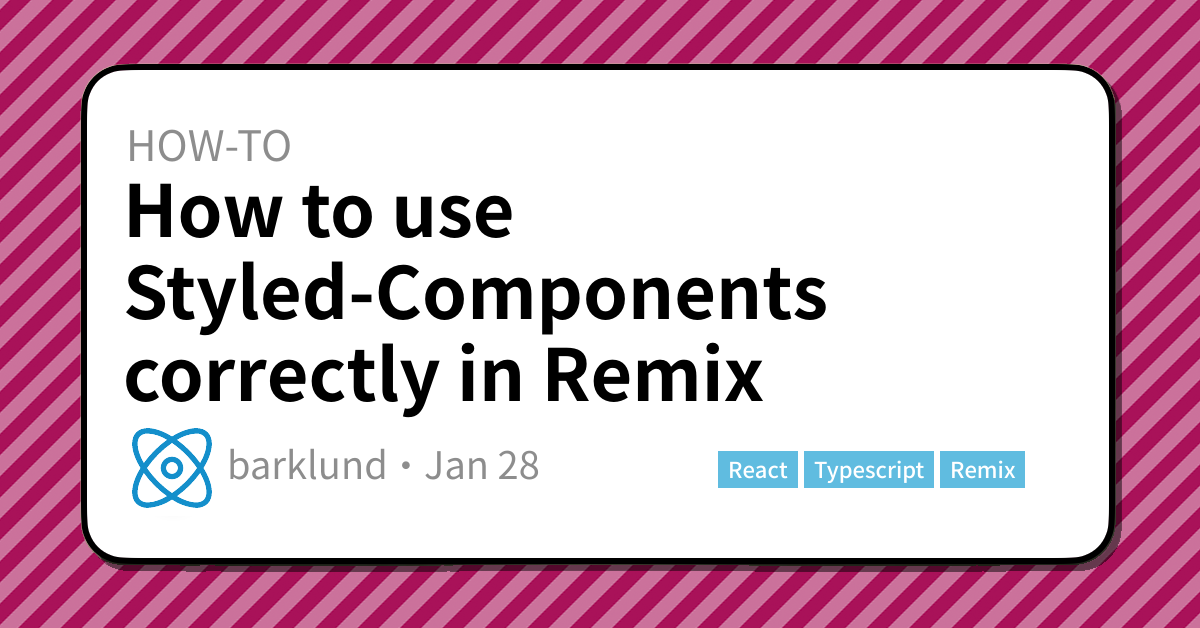 HOW-TO
How to use
Styled-Components
correctly in Remix
barklund • Jan 28
React Typescript Remix